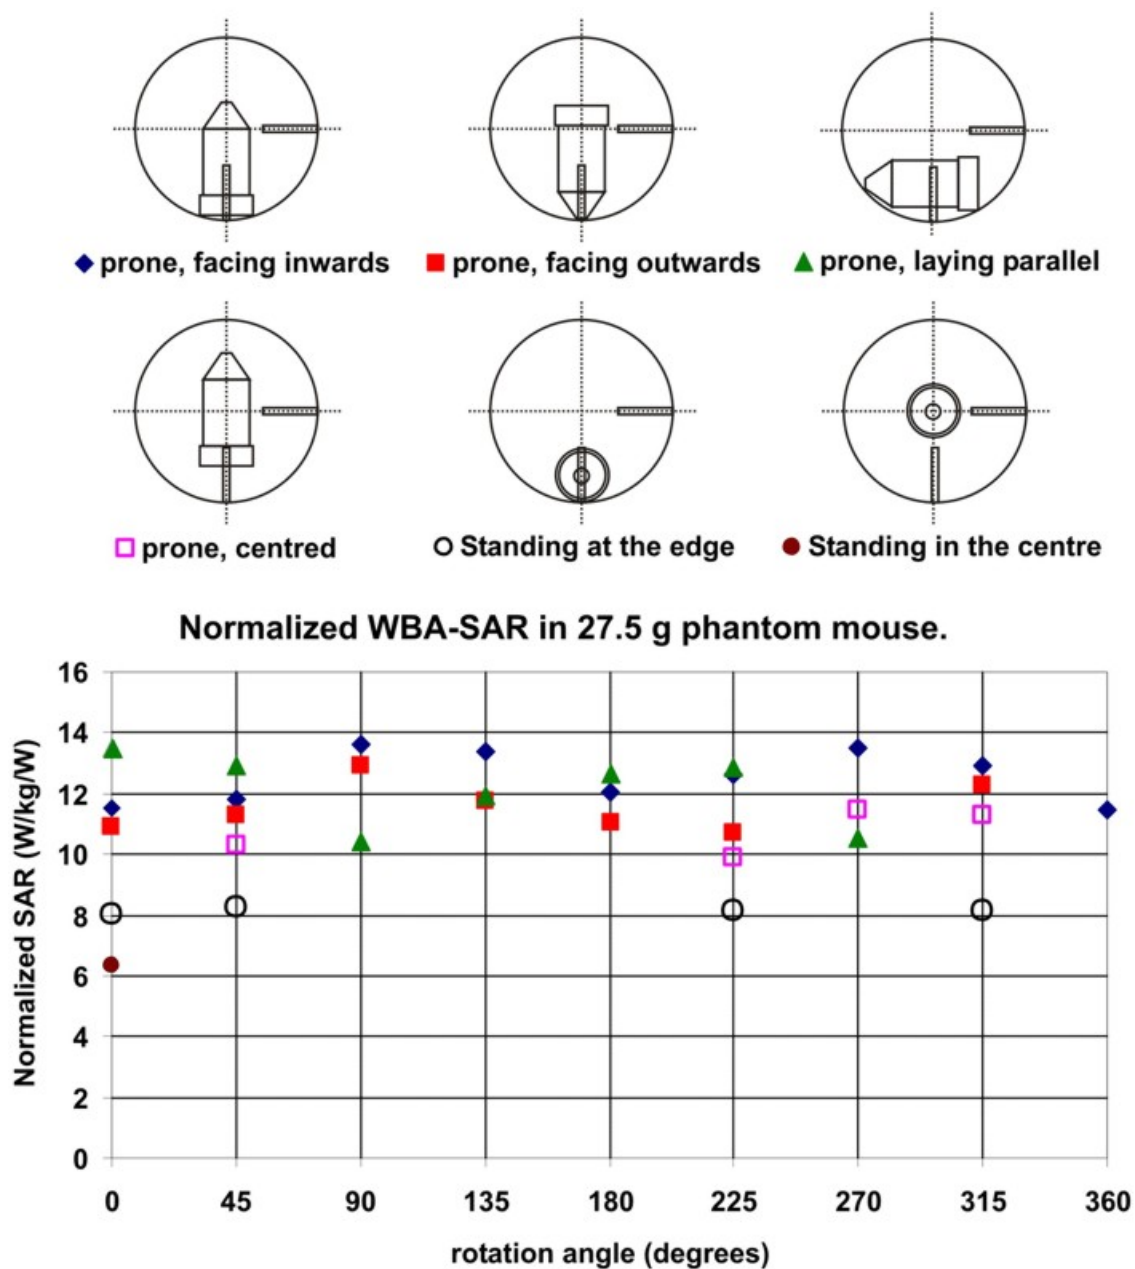 prone, facing inwards
prone, facing outwards
prone, laying parallel
prone, centred
Standing at the edge
Standing in the centre
Normalized WBA-SAR in 27.5 g phantom mouse.
Normalized SAR (W/kg/W)
16
14
12
10
8
6
4
2
0
0 45 90 135 180 225 270 315 360
rotation angle (degrees)